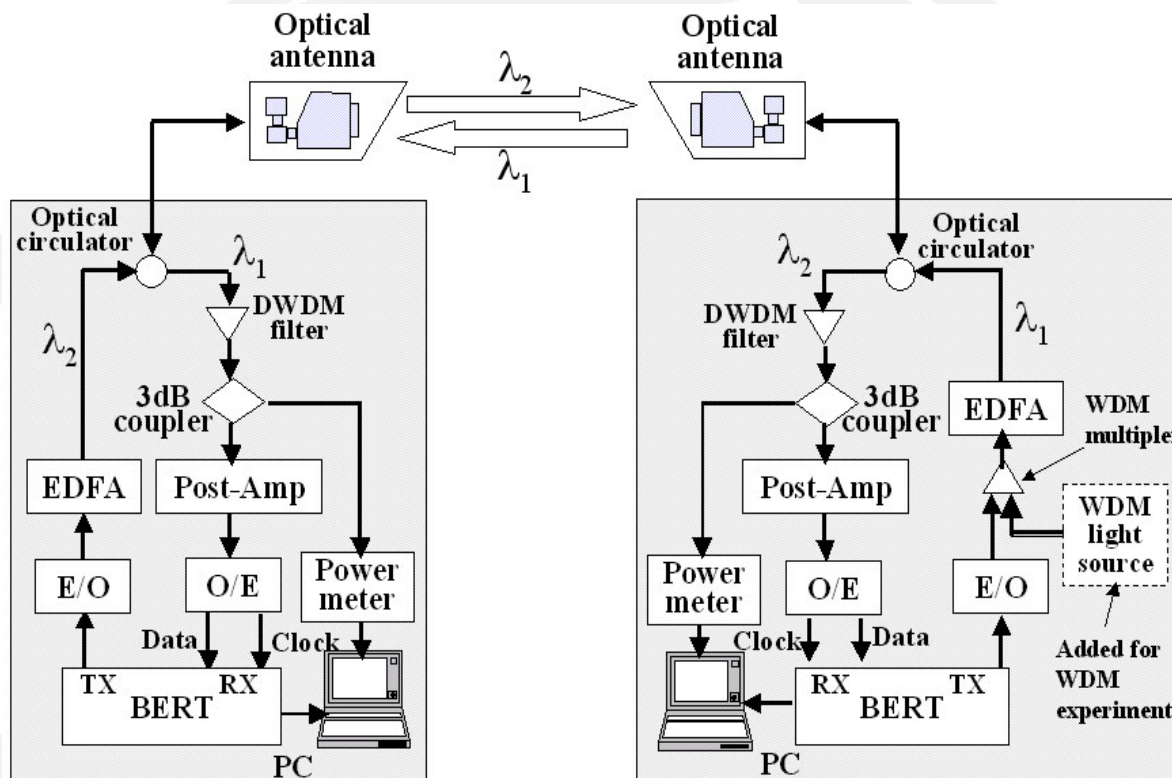 Optical
antenna
Optical
antenna
λ2
λ1
Optical
circulator
λ1
DWDM
filter
λ2
3dB
coupler
EDFA
Post-Amp
E/O
O/E
Power
meter
Data
Clock
TX
RX
BERT
PC
Optical
circulator
λ2
DWDM
filter
λ1
3dB
coupler
EDFA
WDM
multiplex
Post-Amp
WDM
light
source
Power
meter
O/E
E/O
Clock
Data
Added for
WDM
experiment
RX
TX
BERT
PC